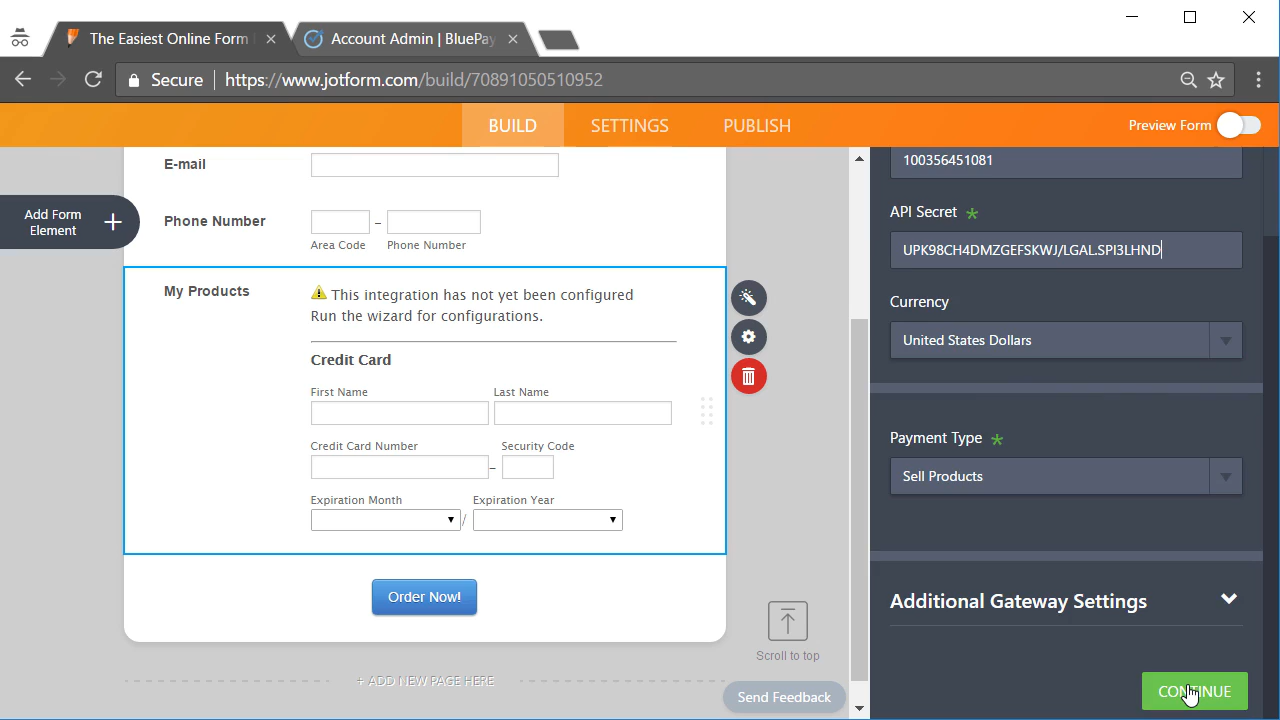 The Easiest Online Form
Account Admin | BluePay
Secure
https://www.jotform.com/build/70891050510952
BUILD
SETTINGS
PUBLISH
Preview Form
Add Form
Element
E-mail
Phone Number
–
Area Code
Phone Number
My Products
This integration has not yet been configured
Run the wizard for configurations.
Credit Card
First Name
Last Name
Credit Card Number
Security Code
–
Expiration Month
Expiration Year
/
Order Now!
Scroll to top
+ ADD NEW PAGE HERE
Send Feedback
100356451081
API Secret *
UPK98CH4DMZGEFSKWJ/LGAL.SPI3LHND
Currency
United States Dollars
Payment Type *
Sell Products
Additional Gateway Settings
CONTINUE